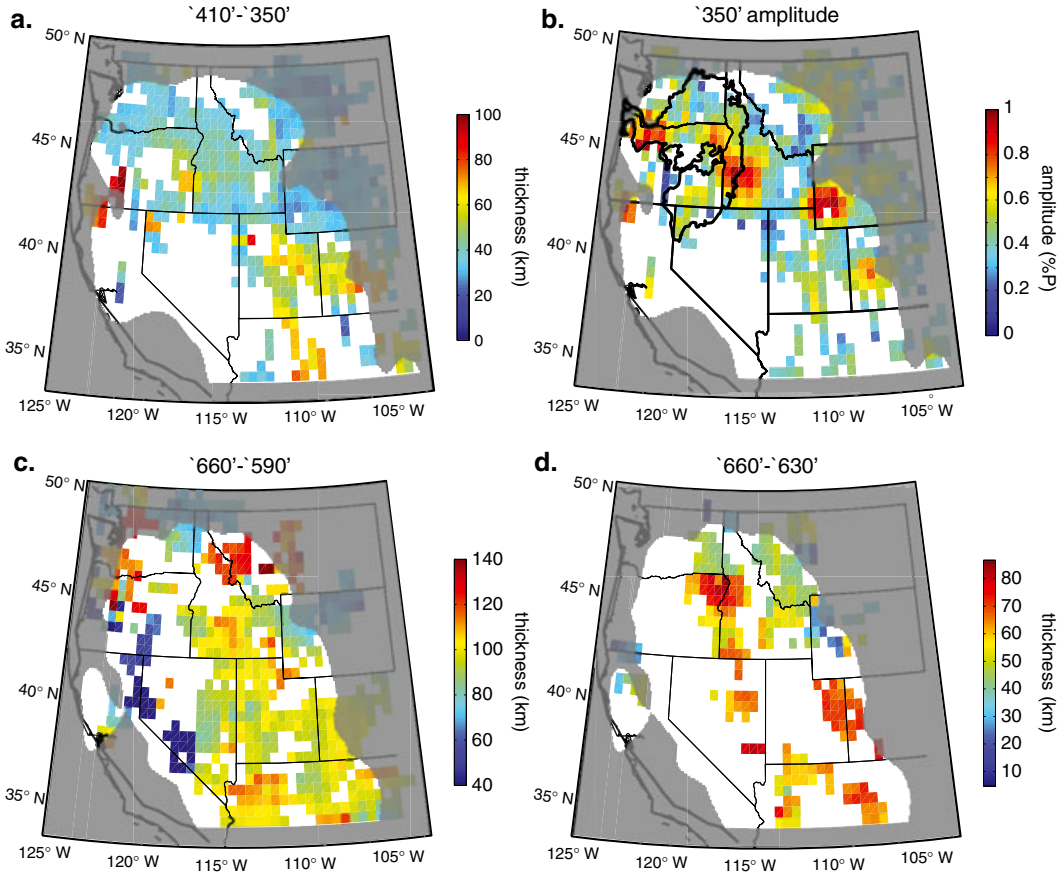 a.
`410'-`350'
50° N
45° N
40° N
35° N
125° W
120° W
115° W
110° W
105° W
100
80
60
40
20
0
thickness (km)
b.
`350' amplitude
50° N
45° N
40° N
35° N
125° W
120° W
115° W
110° W
105° W
1
0.8
0.6
0.4
0.2
0
amplitude (%P)
c.
`660'-`590'
50° N
45° N
40° N
35° N
125° W
120° W
115° W
110° W
105° W
140
120
100
80
60
40
thickness (km)
d.
`660'-`630'
50° N
45° N
40° N
35° N
125° W
120° W
115° W
110° W
105° W
80
70
60
50
40
30
20
10
thickness (km)